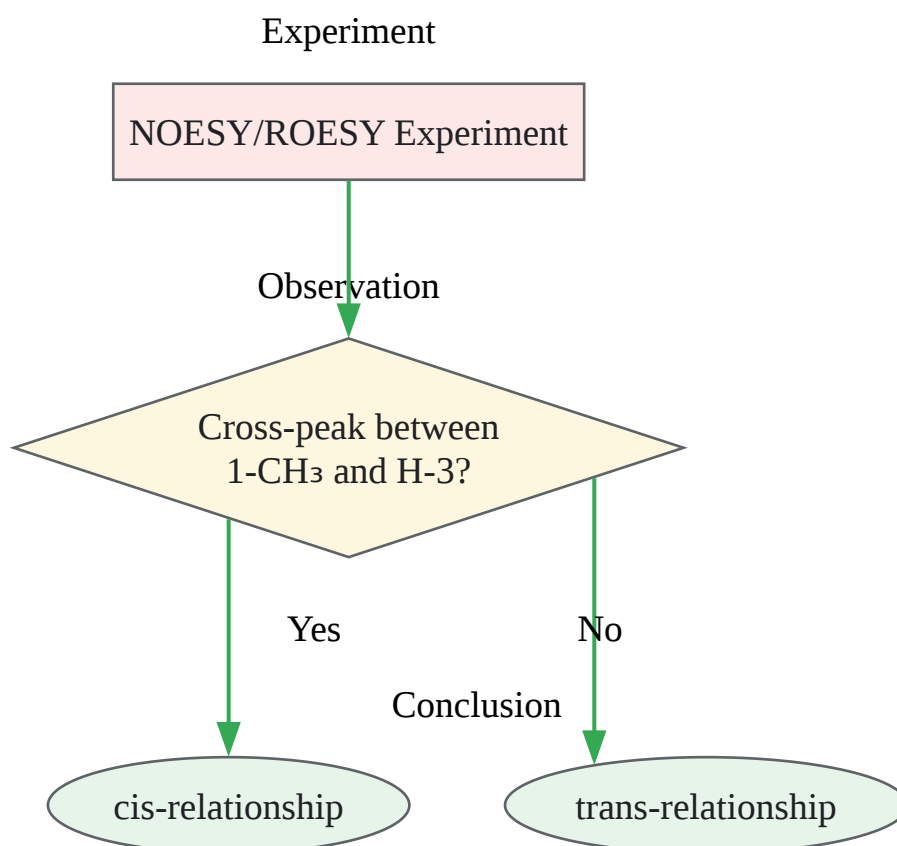 Experiment
NOESY/ROESY Experiment
Observation
Cross-peak between
1-CH₃ and H-3?
Yes
No
Conclusion
cis-relationship
trans-relationship